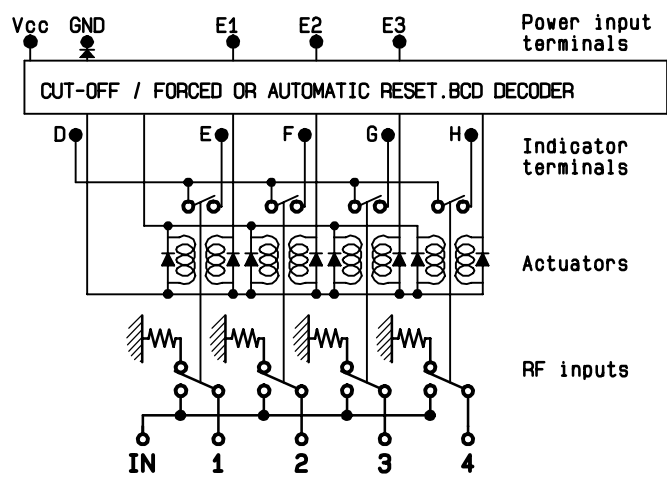 Vcc GND E1 E2 E3 Power input
terminals
CUT-OFF / FORCED OR AUTOMATIC RESET.BCD DECODER
D E F G H Indicator
terminals
Actuators
RF inputs
IN 1 2 3 4